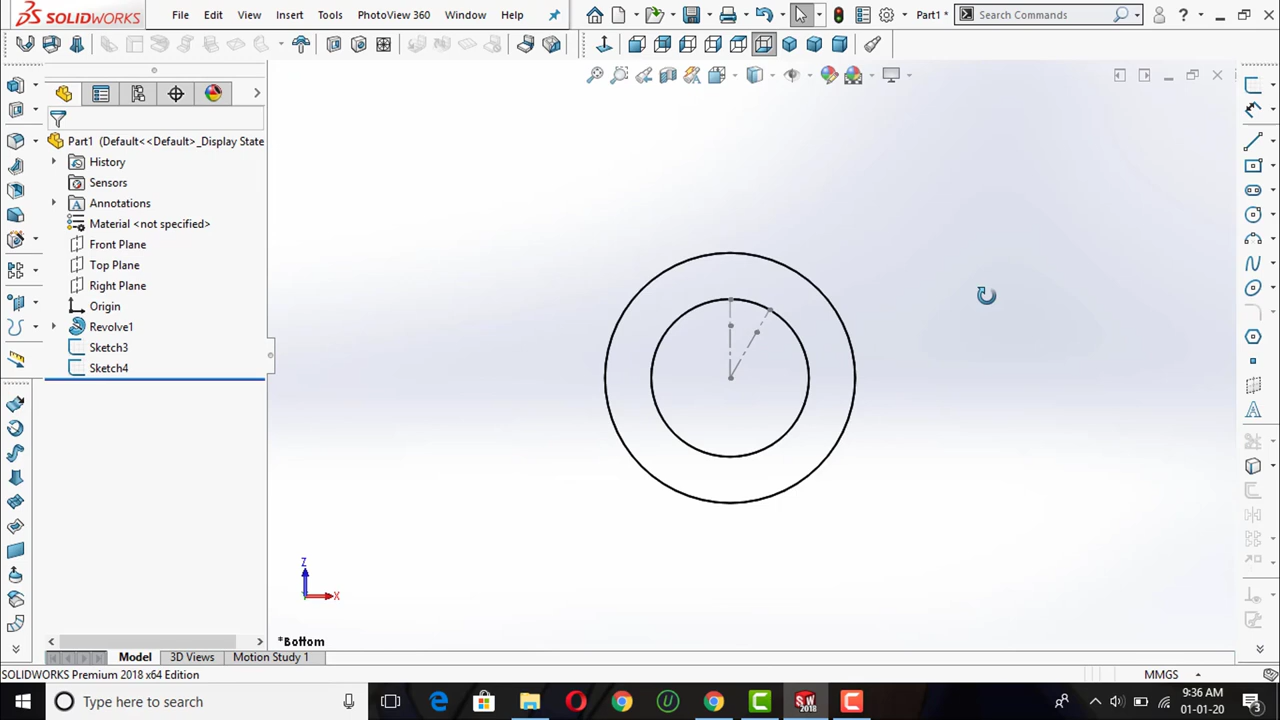 SOLIDWORKS File Edit View Insert Tools PhotoView 360 Window Help Part1 * Search Commands ?
Part1 (Default<<Default>_Display State
History
Sensors
Annotations
Material <not specified>
Front Plane
Top Plane
Right Plane
Origin
Revolve1
Sketch3
Sketch4
Z
X
*Bottom
Model 3D Views Motion Study 1
SOLIDWORKS Premium 2018 x64 Edition MMGS
Type here to search
SW 2018
9:36 AM
01-01-20
3